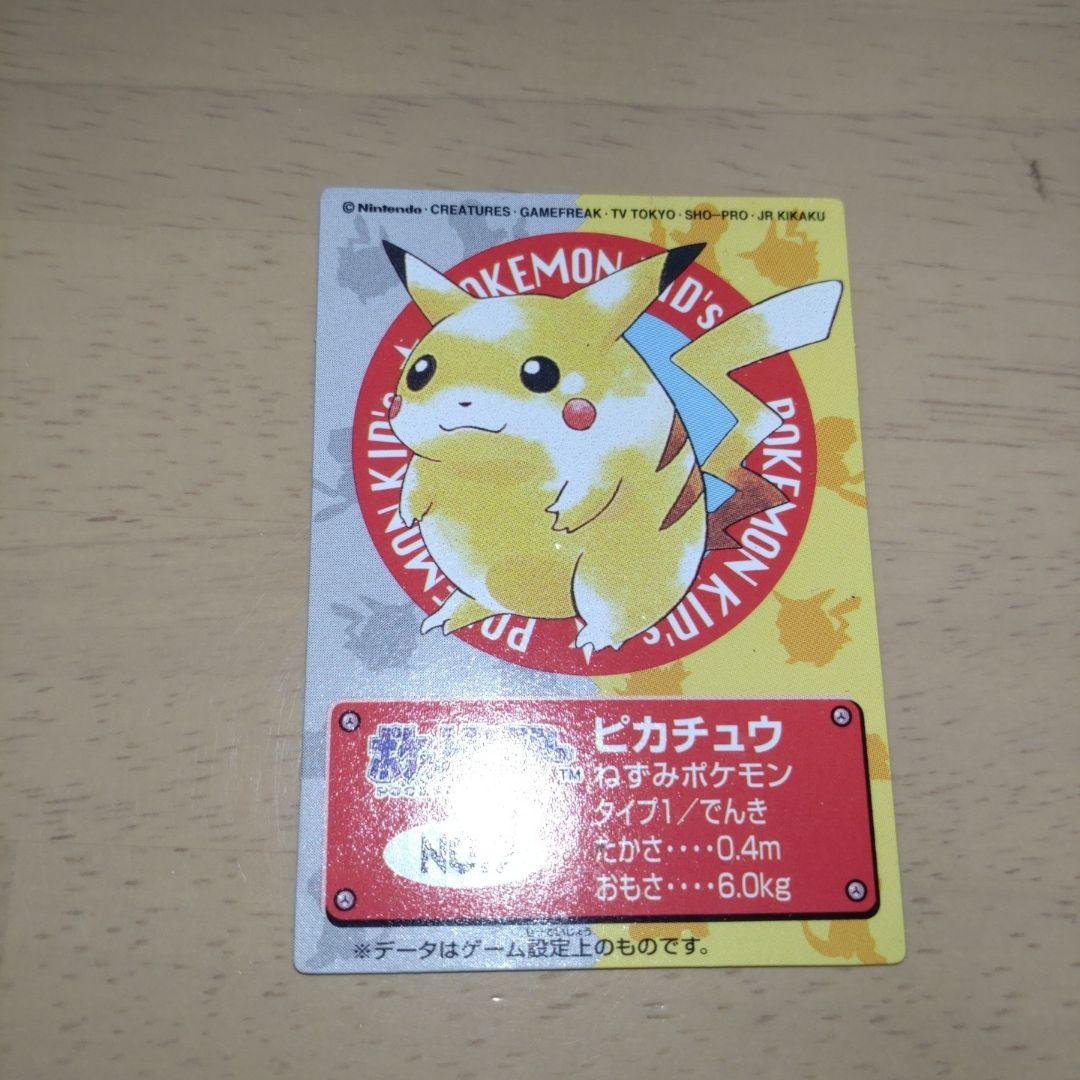 ©Nintendo・CREATURES・GAMEFREAK・TV TOKYO・SHO-PRO・JR KIKAKU
POKEMON KID's
POKEMON KID's
POKEMON KID's
ピカチュウ
ねずみポケモン
タイプ1/でんき
たかさ････0.4m
おもさ････6.0kg
※データはゲーム設定上のものです。